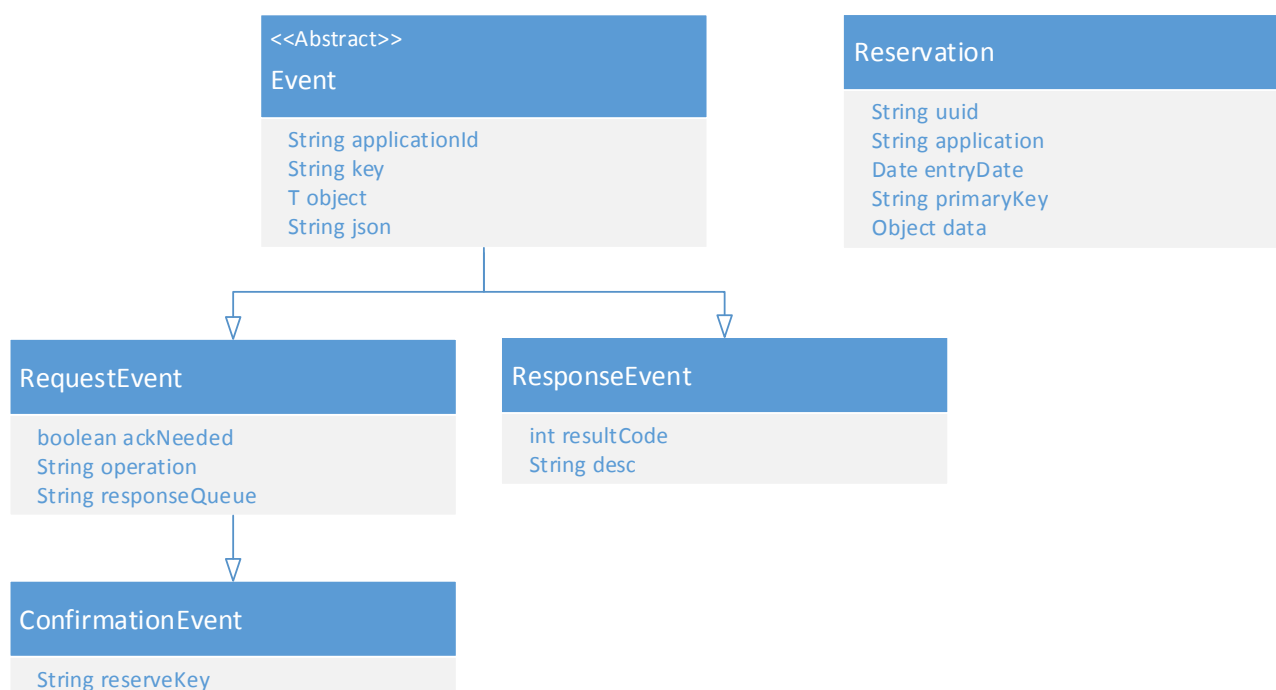 <<Abstract>>
Event
String applicationId
String key
T object
String json
Reservation
String uuid
String application
Date entryDate
String primaryKey
Object data
RequestEvent
boolean ackNeeded
String operation
String responseQueue
ResponseEvent
int resultCode
String desc
ConfirmationEvent
String reserveKey